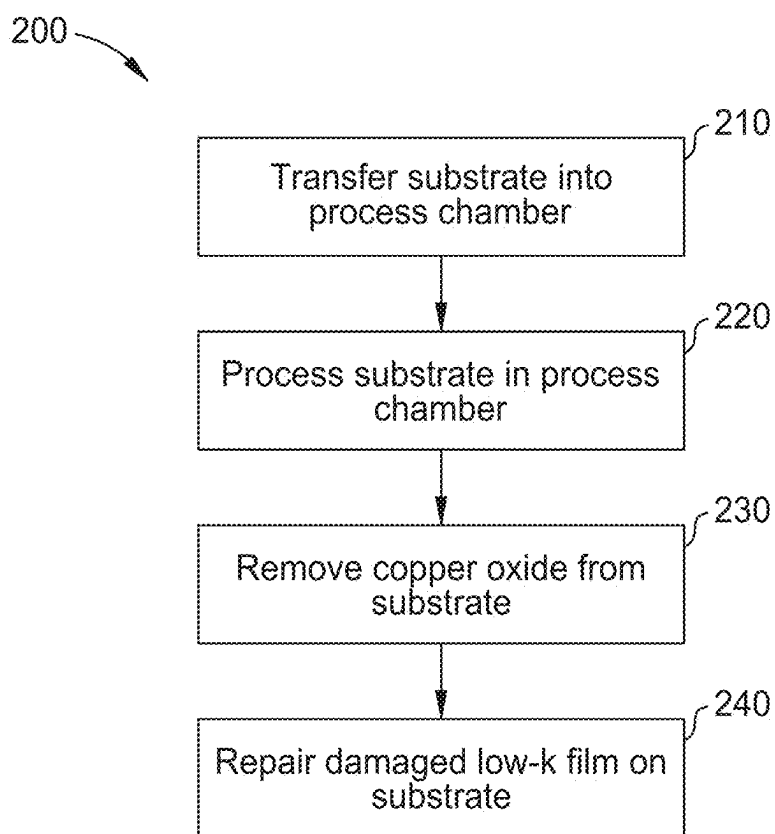 200
210
Transfer substrate into
process chamber
220
Process substrate in process
chamber
230
Remove copper oxide from
substrate
240
Repair damaged low-k film on
substrate